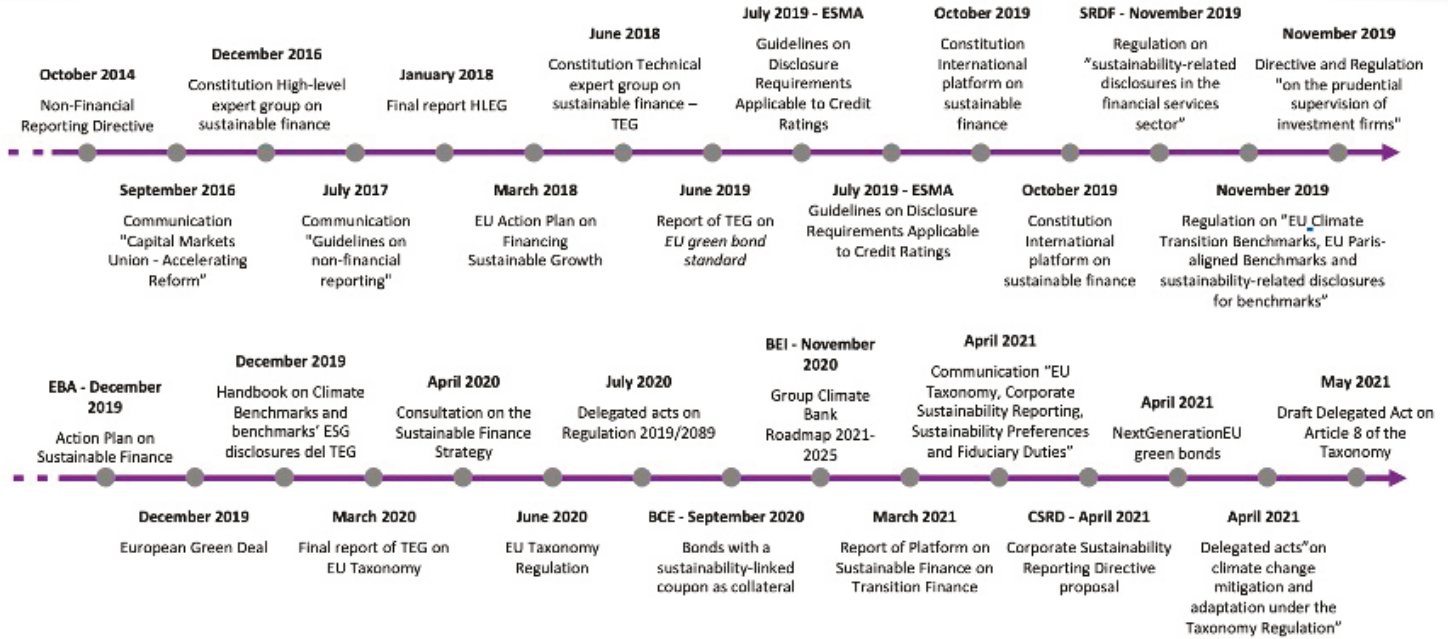 October 2014
Non-Financial
Reporting Directive
September 2016
Communication
"Capital Markets
Union - Accelerating
Reform"
December 2016
Constitution High-level
expert group on
sustainable finance
July 2017
Communication
"Guidelines on
non-financial
reporting"
January 2018
Final report HLEG
March 2018
EU Action Plan on
Financing
Sustainable Growth
June 2018
Constitution Technical
expert group on
sustainable finance –
TEG
June 2019
Report of TEG on
EU green bond
standard
July 2019 - ESMA
Guidelines on
Disclosure
Requirements
Applicable to Credit
Ratings
July 2019 - ESMA
Guidelines on Disclosure
Requirements Applicable
to Credit Ratings
October 2019
Constitution
International
platform on
sustainable
finance
October 2019
Constitution
International
platform on
sustainable finance
SRDF - November 2019
Regulation on
"sustainability-related
disclosures in the
financial services
sector"
November 2019
Regulation on "EU Climate
Transition Benchmarks, EU Paris-
aligned Benchmarks and
sustainability-related disclosures
for benchmarks"
November 2019
Directive and Regulation
"on the prudential
supervision of
investment firms"
EBA - December
2019
Action Plan on
Sustainable Finance
December 2019
European Green Deal
December 2019
Handbook on Climate
Benchmarks and
benchmarks' ESG
disclosures del TEG
March 2020
Final report of TEG on
EU Taxonomy
April 2020
Consultation on the
Sustainable Finance
Strategy
June 2020
EU Taxonomy
Regulation
July 2020
Delegated acts on
Regulation 2019/2089
BCE - September 2020
Bonds with a
sustainability-linked
coupon as collateral
BEI - November
2020
Group Climate
Bank
Roadmap 2021-
2025
March 2021
Report of Platform on
Sustainable Finance on
Transition Finance
April 2021
Communication "EU
Taxonomy, Corporate
Sustainability Reporting,
Sustainability Preferences
and Fiduciary Duties"
CSRD - April 2021
Corporate Sustainability
Reporting Directive
proposal
April 2021
NextGenerationEU
green bonds
April 2021
Delegated acts"on
climate change
mitigation and
adaptation under the
Taxonomy Regulation"
May 2021
Draft Delegated Act on
Article 8 of the
Taxonomy